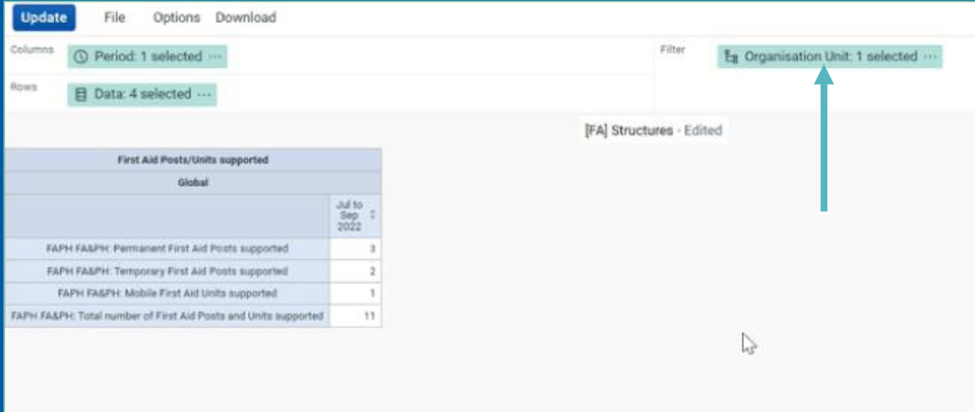 Update File Options Download
Columns Period: 1 selected ··· Filter Organisation Unit: 1 selected ···
Rows Data: 4 selected ···
[FA] Structures - Edited
First Aid Posts/Units supported
Global
Jul to
Sep
2022
FAPH FA&PH: Permanent First Aid Posts supported 3
FAPH FA&PH: Temporary First Aid Posts supported 2
FAPH FA&PH: Mobile First Aid Units supported 1
FAPH FA&PH: Total number of First Aid Posts and Units supported 11